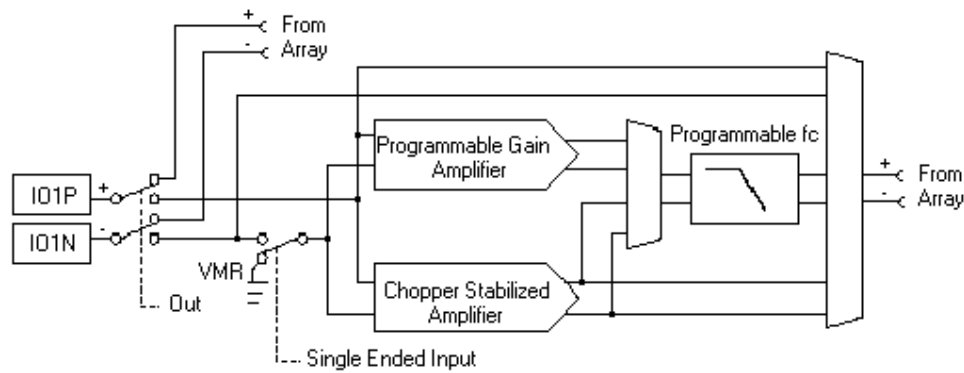 + From
- Array
Programmable Gain
Amplifier
Programmable fc
IO1P
+
IO1N
-
+ From
- Array
VMR
Chopper Stabilized
Amplifier
Out
Single Ended Input